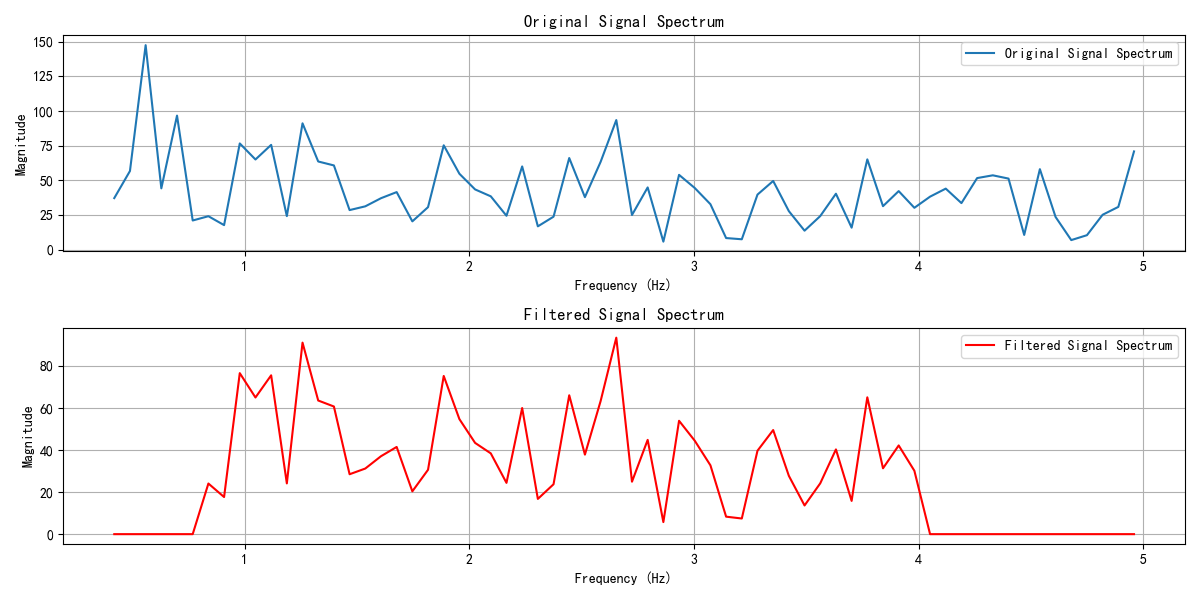 Original Signal Spectrum
150
125
100
75
50
25
0
Magnitude
Original Signal Spectrum
1 2 3 4 5
Frequency (Hz)
Filtered Signal Spectrum
80
60
40
20
0
Magnitude
Filtered Signal Spectrum
1 2 3 4 5
Frequency (Hz)